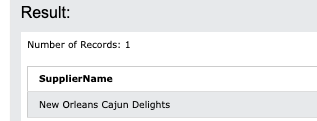 Result:
Number of Records: 1
SupplierName
New Orleans Cajun Delights